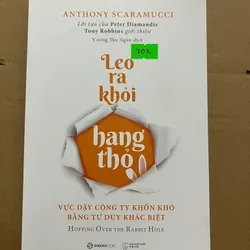 ANTHONY SCARAMUCCI
Lời tựa của Peter Diamandis
Tony Robbins giới thiệu
Vương Thu Ngân dịch
70K
Leo
ra
khỏi
hang
thỏ
VỰC DẬY CÔNG TY KHỐN KHÓ
BẰNG TƯ DUY KHÁC BIỆT
HOPPING OVER THE RABBIT HOLE